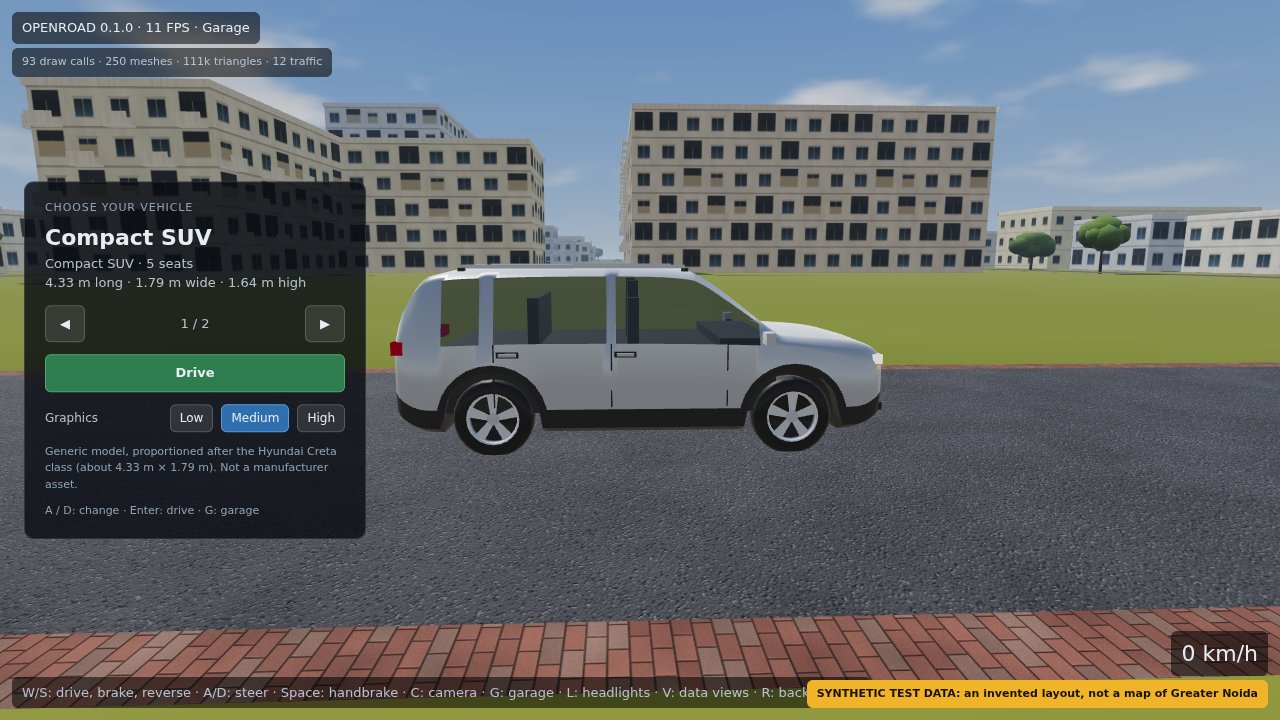 OPENROAD 0.1.0 · 11 FPS · Garage
93 draw calls · 250 meshes · 111k triangles · 12 traffic
CHOOSE YOUR VEHICLE
Compact SUV
Compact SUV · 5 seats
4.33 m long · 1.79 m wide · 1.64 m high
◀ 1 / 2 ▶
Drive
Graphics Low Medium High
Generic model, proportioned after the Hyundai Creta
class (about 4.33 m × 1.79 m). Not a manufacturer
asset.
A / D: change · Enter: drive · G: garage
0 km/h
W/S: drive, brake, reverse · A/D: steer · Space: handbrake · C: camera · G: garage · L: headlights · V: data views · R: back
SYNTHETIC TEST DATA: an invented layout, not a map of Greater Noida